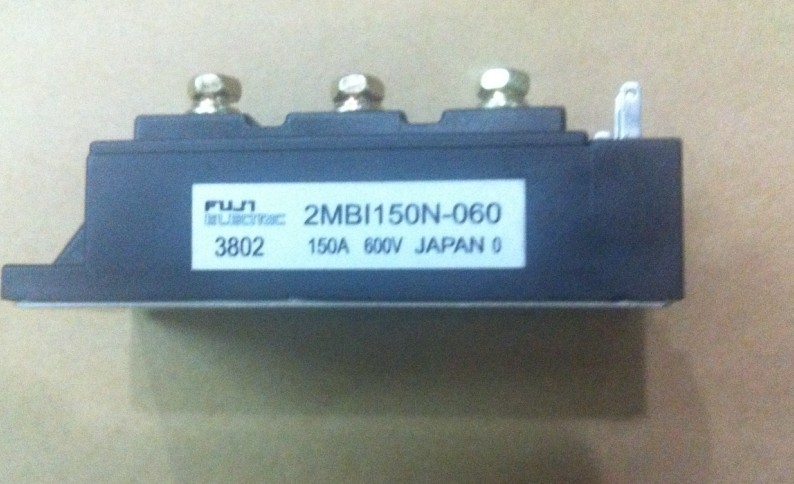 FUJI
ELECTRIC 2MBI150N-060
3802 150A 600V JAPAN 0